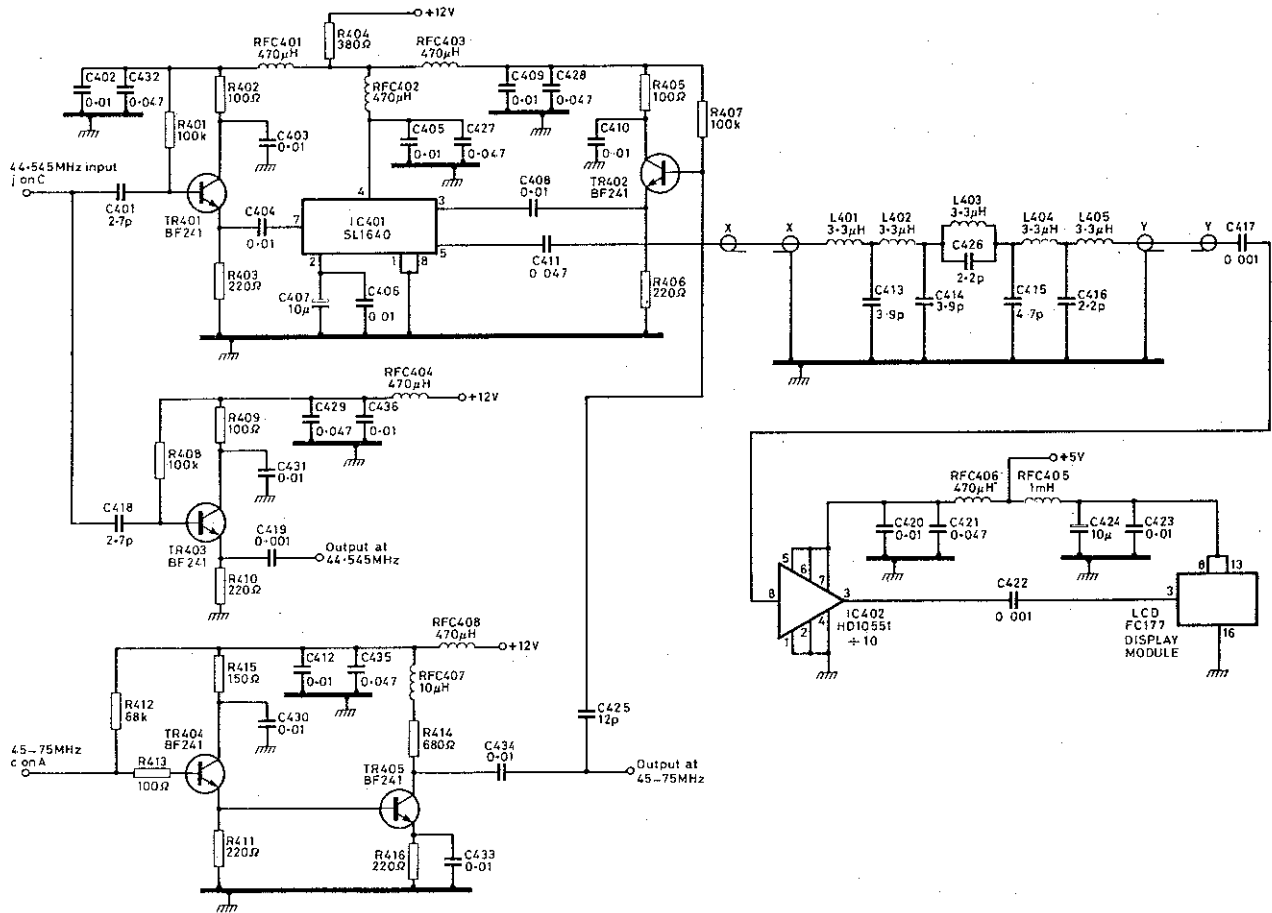 +12V
R404
380Ω
RFC401
470µH
RFC403
470µH
C402
0·01
C432
0·047
R402
100Ω
RFC402
470µH
C409
0·01
C428
0·047
R405
100Ω
R407
100k
R401
100k
C403
0·01
C405
0·01
C427
0·047
C410
0·01
44·545MHz input
j on C
C401
2·7p
TR401
BF241
C404
0·01
7
4
3
IC401
SL1640
5
2
1
8
C408
0·01
TR402
BF241
C411
0·047
R403
220Ω
C407
10µ
C406
0·01
R406
220Ω
X
X
L401
3·3µH
L402
3·3µH
L403
3·3µH
C426
2·2p
L404
3·3µH
L405
3·3µH
Y
Y
C417
0·001
C413
3·9p
C414
3·9p
C415
4·7p
C416
2·2p
RFC404
470µH
+12V
R409
100Ω
C429
0·047
C436
0·01
R408
100k
C431
0·01
C418
2·7p
TR403
BF241
C419
0·001
Output at
44·545MHz
R410
220Ω
+5V
RFC406
470µH
RFC405
1mH
C420
0·01
C421
0·047
C424
10µ
C423
0·01
5
6
7
8
3
1
2
4
IC402
HD10551
÷10
C422
0·001
8
13
3
16
LCD
FC177
DISPLAY
MODULE
RFC408
470µH
+12V
R415
150Ω
C412
0·01
C435
0·047
RFC407
10µH
R412
68k
C430
0·01
R414
680Ω
C425
12p
45–75MHz
c on A
TR404
BF241
R413
100Ω
TR405
BF241
C434
0·01
Output at
45–75MHz
R411
220Ω
R416
220Ω
C433
0·01